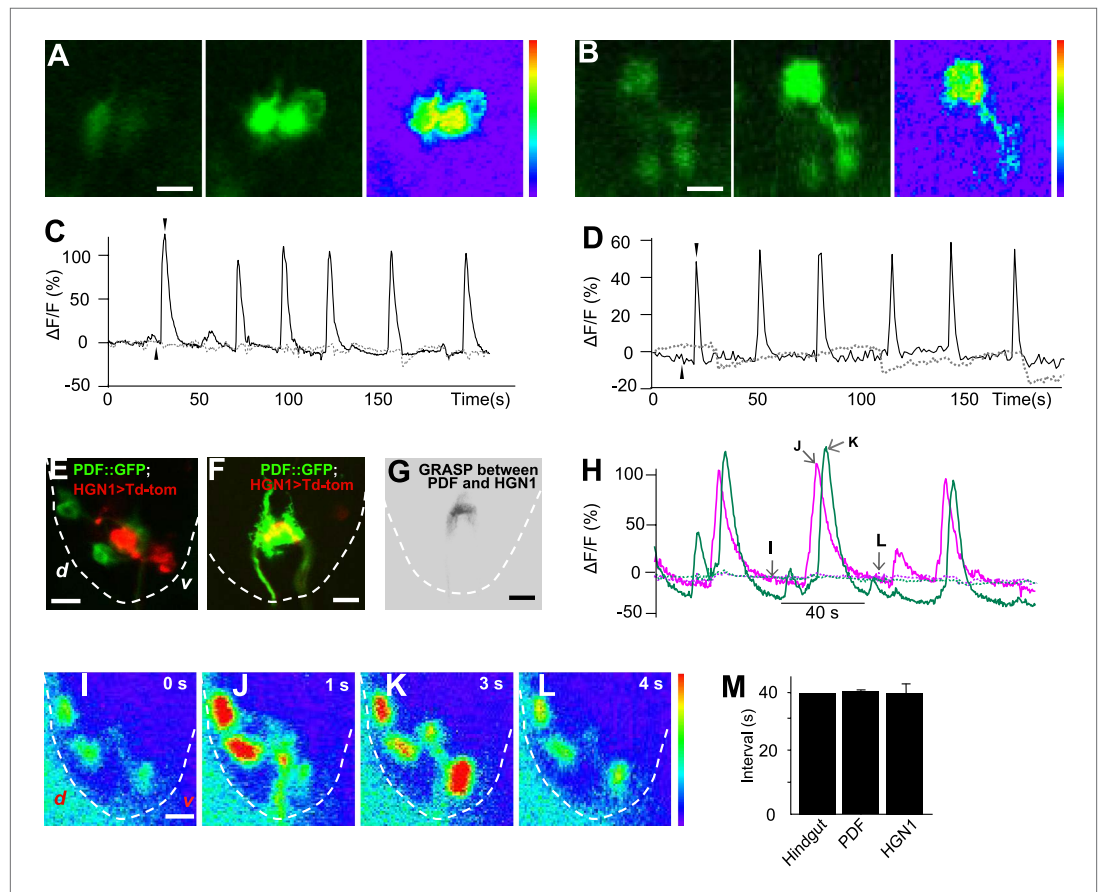 A
B
C
ΔF/F (%)
100
50
0
-50
0
50
100
150
Time(s)
D
ΔF/F (%)
60
40
20
0
-20
0
50
100
150
Time(s)
E
PDF::GFP;
HGN1>Td-tom
d
v
F
PDF::GFP;
HGN1>Td-tom
G
GRASP between
PDF and HGN1
H
ΔF/F (%)
100
50
0
-50
J
K
I
L
40 s
I
0 s
d
v
J
1 s
K
3 s
L
4 s
M
Interval (s)
40
20
0
Hindgut
PDF
HGN1